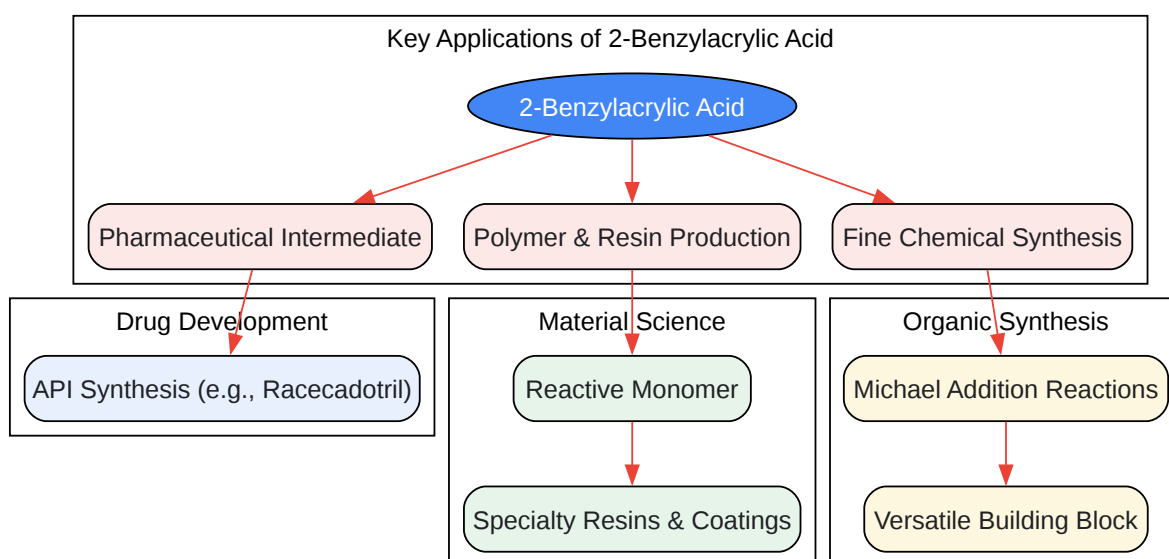 Key Applications of 2-Benzylacrylic Acid
2-Benzylacrylic Acid
Pharmaceutical Intermediate
Polymer & Resin Production
Fine Chemical Synthesis
Drug Development
Material Science
Organic Synthesis
API Synthesis (e.g., Racecadotril)
Reactive Monomer
Michael Addition Reactions
Specialty Resins & Coatings
Versatile Building Block